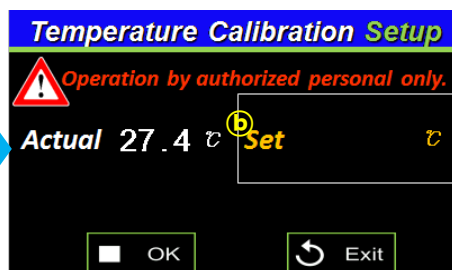 Temperature Calibration Setup
Operation by authorized personal only.
Actual 27.4 ℃ ⓑ Set ℃
OK Exit